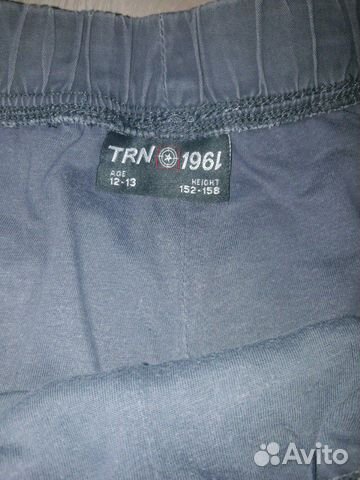 TRN 1961
AGE HEIGHT
12-13 152-158
Avito